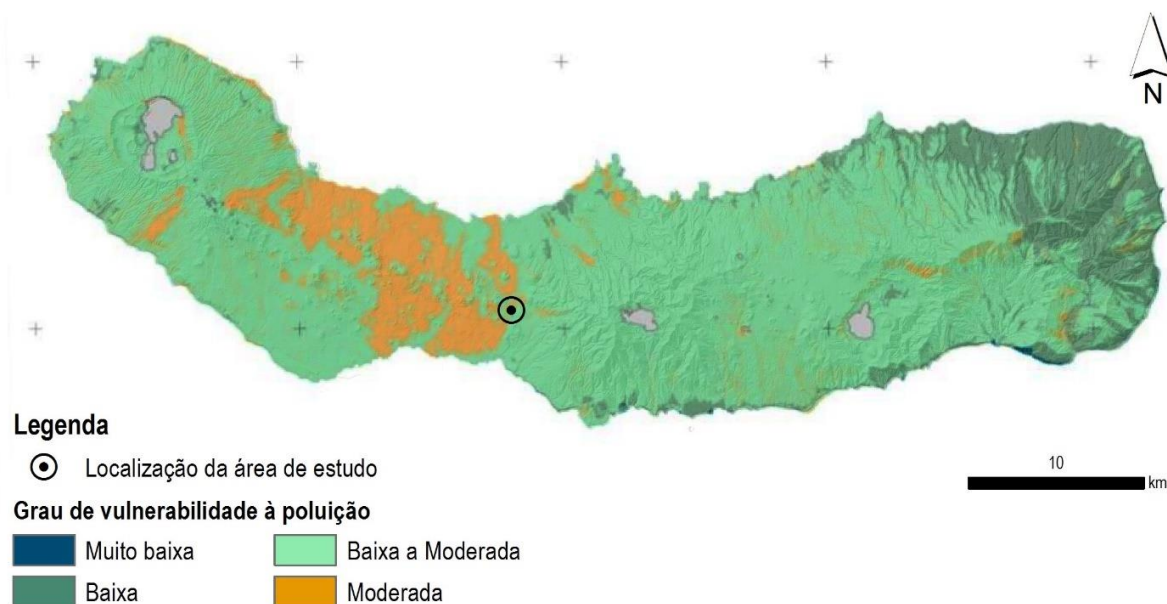 N
Legenda
Localização da área de estudo
10
km
Grau de vulnerabilidade à poluição
Muito baixa
Baixa a Moderada
Baixa
Moderada